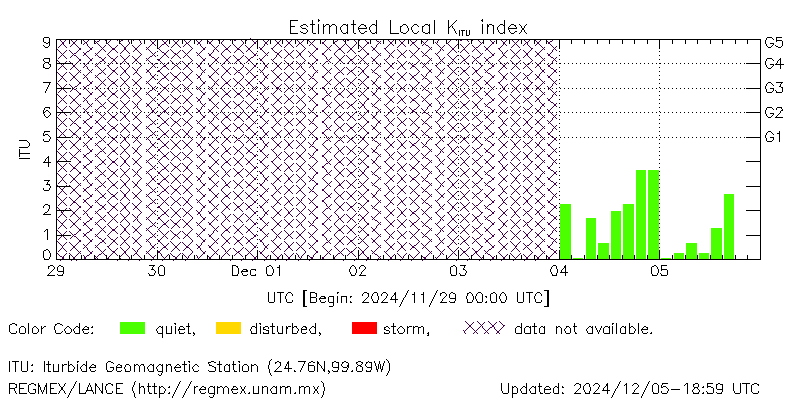 Estimated Local K_ITU index
9 G5
8 G4
7 G3
6 G2
5 G1
4
3
2
1
0
ITU
29 30 Dec 01 02 03 04 05
UTC [Begin: 2024/11/29 00:00 UTC]
Color Code: quiet, disturbed, storm, data not available.
ITU: Iturbide Geomagnetic Station (24.76N,99.89W)
REGMEX/LANCE (http://regmex.unam.mx) Updated: 2024/12/05-18:59 UTC